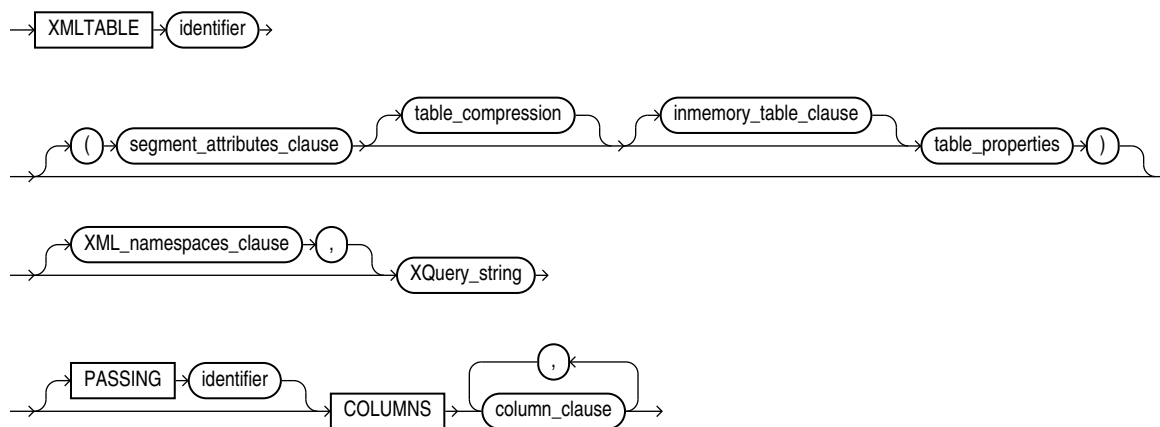 XMLTABLE identifier
table_compression inmemory_table_clause
( segment_attributes_clause table_properties )
XML_namespaces_clause ,
XQuery_string
,
PASSING identifier
COLUMNS column_clause